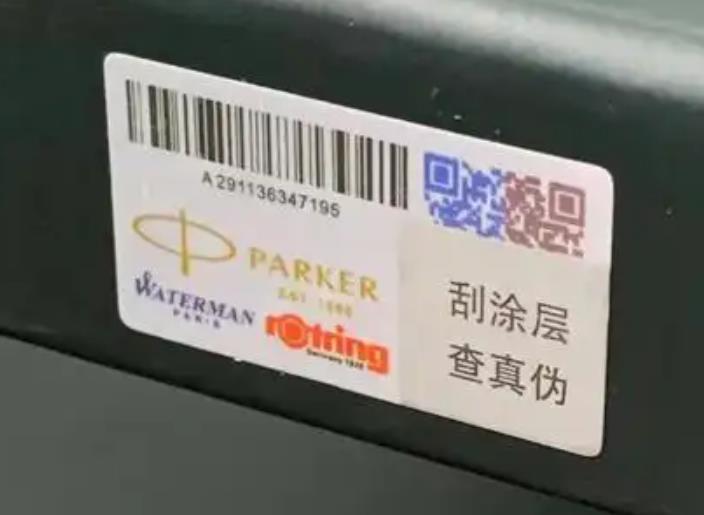 A291136347195
PARKER
EST 1888
WATERMAN
PARIS
rotring
Germany 1928
刮涂层
查真伪